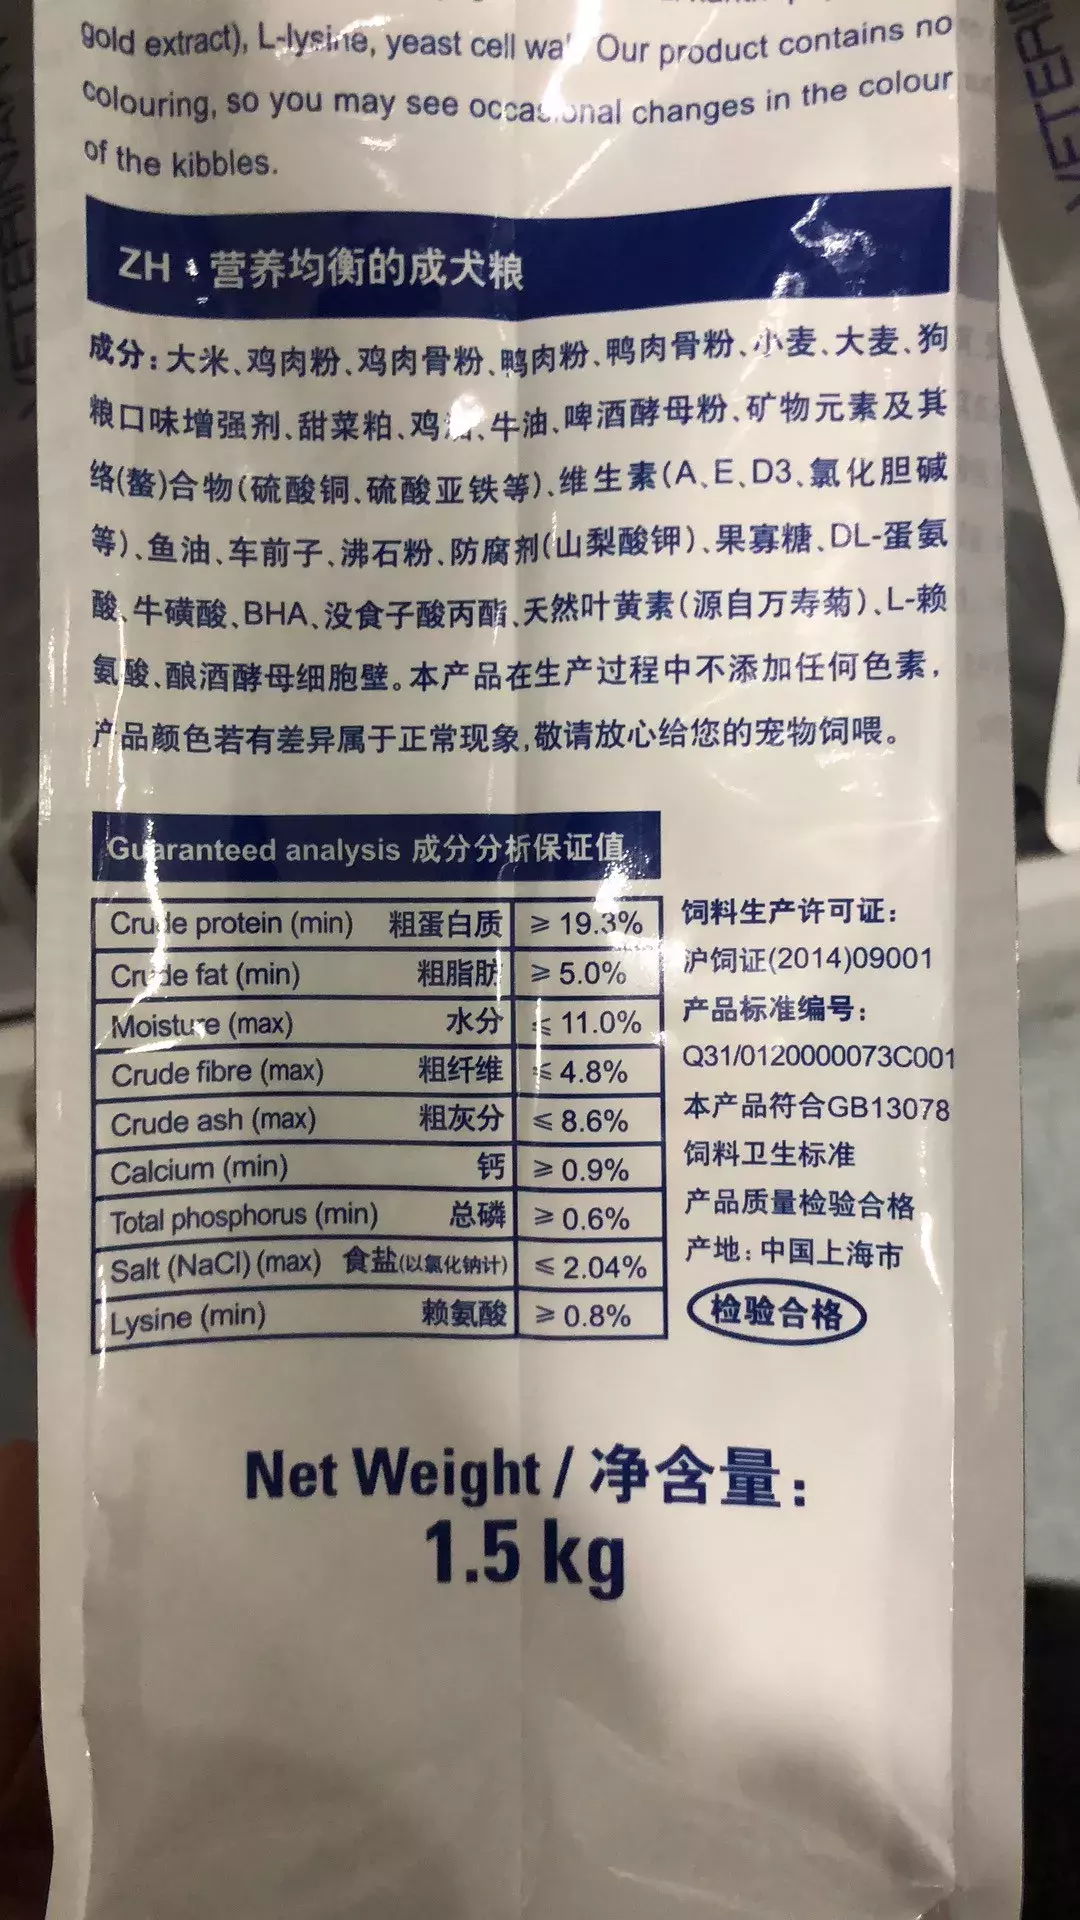 gold extract), L-lysine, yeast cell Our product contains no
colouring, so you may see occasional changes in the colour
of the kibbles.
ZH 营养均衡的成犬粮
成分:大米、鸡肉粉、鸡肉骨粉、鸭肉粉、鸭肉骨粉、小麦、大麦、狗
粮口味增强剂、甜菜粕、鸡油、牛油、啤酒酵母粉、矿物元素及其
络(螯)合物(硫酸铜、硫酸亚铁等)、维生素(A、E、D3、氯化胆碱
等)、鱼油、车前子、沸石粉、防腐剂(山梨酸钾)、果寡糖、DL-蛋氨
酸、牛磺酸、BHA、没食子酸丙酯、天然叶黄素(源自万寿菊)、L-赖
氨酸、酿酒酵母细胞壁。本产品在生产过程中不添加任何色素,
产品颜色若有差异属于正常现象,敬请放心给您的宠物饲喂。
Guaranteed analysis 成分分析保证值
Crude protein (min) 粗蛋白质 ≥ 19.3%
Crude fat (min) 粗脂肪 ≥ 5.0%
Moisture (max) 水分 ≤ 11.0%
Crude fibre (max) 粗纤维 ≤ 4.8%
Crude ash (max) 粗灰分 ≤ 8.6%
Calcium (min) 钙 ≥ 0.9%
Total phosphorus (min) 总磷 ≥ 0.6%
Salt (NaCl) (max) 食盐(以氯化钠计) ≤ 2.04%
Lysine (min) 赖氨酸 ≥ 0.8%
饲料生产许可证:
沪饲证(2014)09001
产品标准编号:
Q31/0120000073C001
本产品符合GB13078
饲料卫生标准
产品质量检验合格
产地:中国上海市
检验合格
Net Weight / 净含量:
1.5 kg